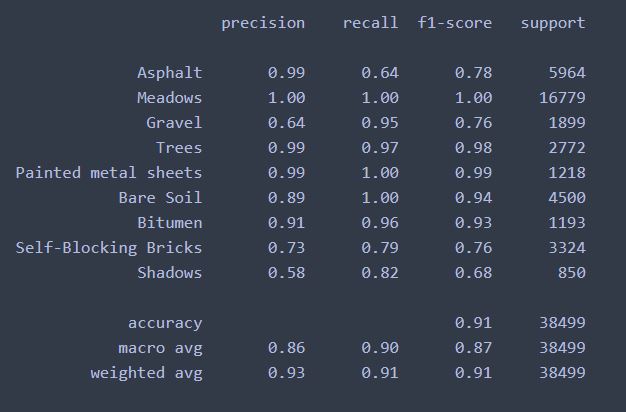 precision recall f1-score support
Asphalt 0.99 0.64 0.78 5964
Meadows 1.00 1.00 1.00 16779
Gravel 0.64 0.95 0.76 1899
Trees 0.99 0.97 0.98 2772
Painted metal sheets 0.99 1.00 0.99 1218
Bare Soil 0.89 1.00 0.94 4500
Bitumen 0.91 0.96 0.93 1193
Self-Blocking Bricks 0.73 0.79 0.76 3324
Shadows 0.58 0.82 0.68 850
accuracy 0.91 38499
macro avg 0.86 0.90 0.87 38499
weighted avg 0.93 0.91 0.91 38499